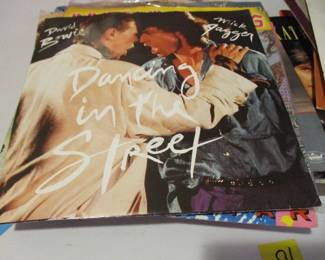 David
Bowie
Mick
Jagger
Dancing
in the
Street